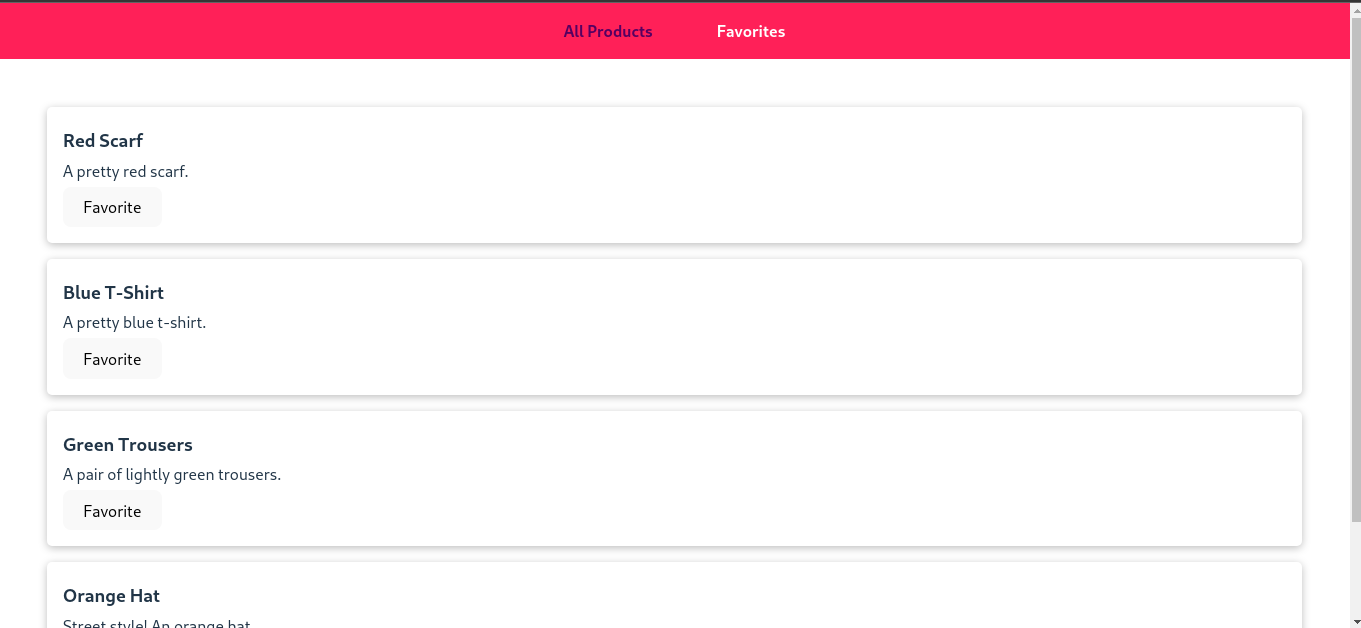 All Products Favorites
Red Scarf
A pretty red scarf.
Favorite
Blue T-Shirt
A pretty blue t-shirt.
Favorite
Green Trousers
A pair of lightly green trousers.
Favorite
Orange Hat
Street style! An orange hat.